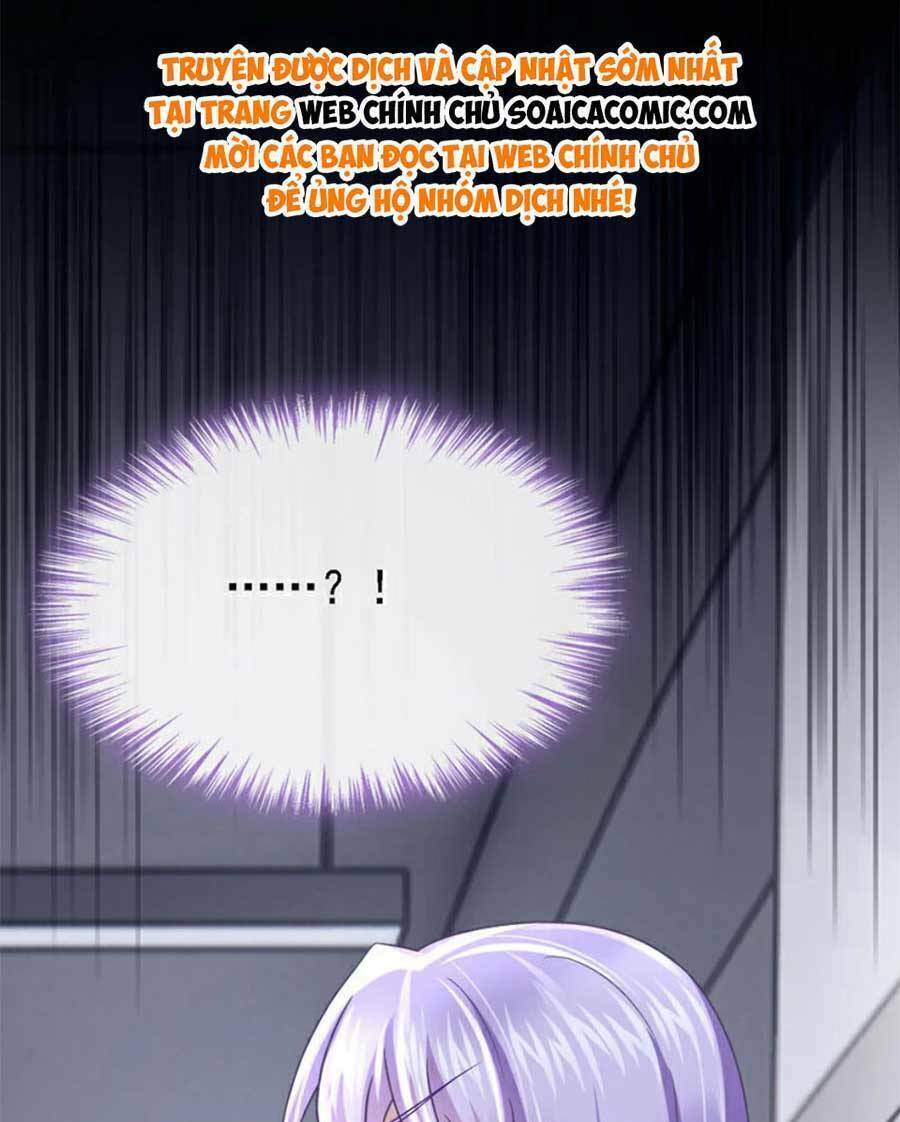 TRUYỆN ĐƯỢC DỊCH VÀ CẬP NHẬT SỚM NHẤT
TẠI TRANG WEB CHÍNH CHỦ SOAICACOMIC.COM
MỜI CÁC BẠN ĐỌC TẠI WEB CHÍNH CHỦ
ĐỂ ỦNG HỘ NHÓM DỊCH NHÉ!
……?!